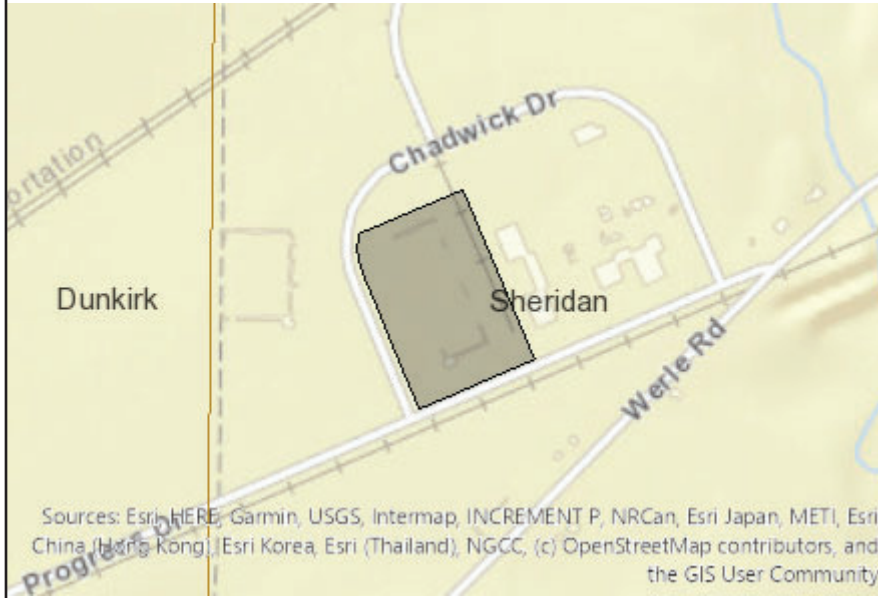 ortation
Chadwick Dr
Dunkirk
Sheridan
Werle Rd
Progress Dr
Sources: Esri, HERE, Garmin, USGS, Intermap, INCREMENT P, NRCan, Esri Japan, METI, Esri
China (Hong Kong), Esri Korea, Esri (Thailand), NGCC, (c) OpenStreetMap contributors, and
the GIS User Community